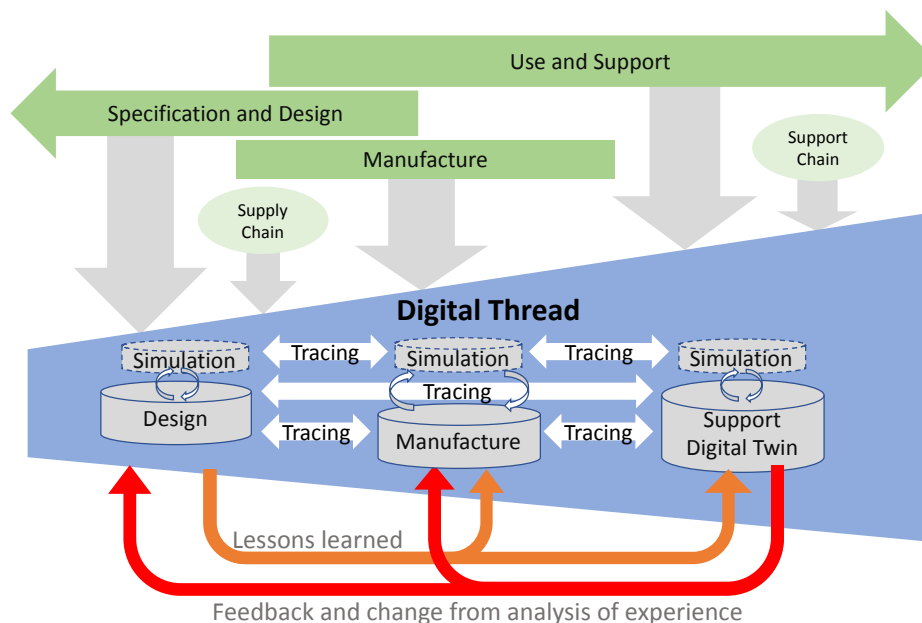 Use and Support
Specification and Design
Support
Chain
Manufacture
Supply
Chain
Digital Thread
Simulation
Tracing
Simulation
Tracing
Simulation
Tracing
Design
Tracing
Manufacture
Tracing
Support
Digital Twin
Lessons learned
Feedback and change from analysis of experience